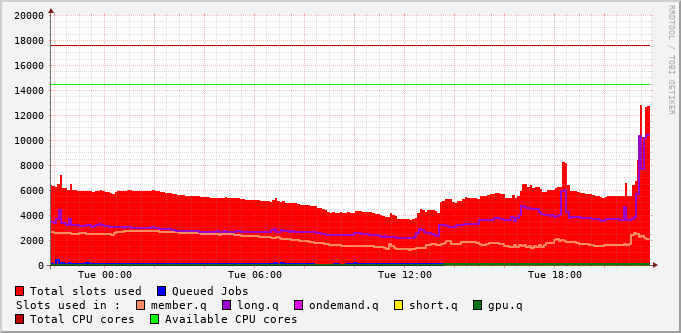 20000
18000
16000
14000
12000
10000
8000
6000
4000
2000
0
Tue 00:00 Tue 06:00 Tue 12:00 Tue 18:00
RRDTOOL / TOBI OETIKER
Total slots used Queued Jobs
Slots used in : member.q long.q ondemand.q short.q gpu.q
Total CPU cores Available CPU cores